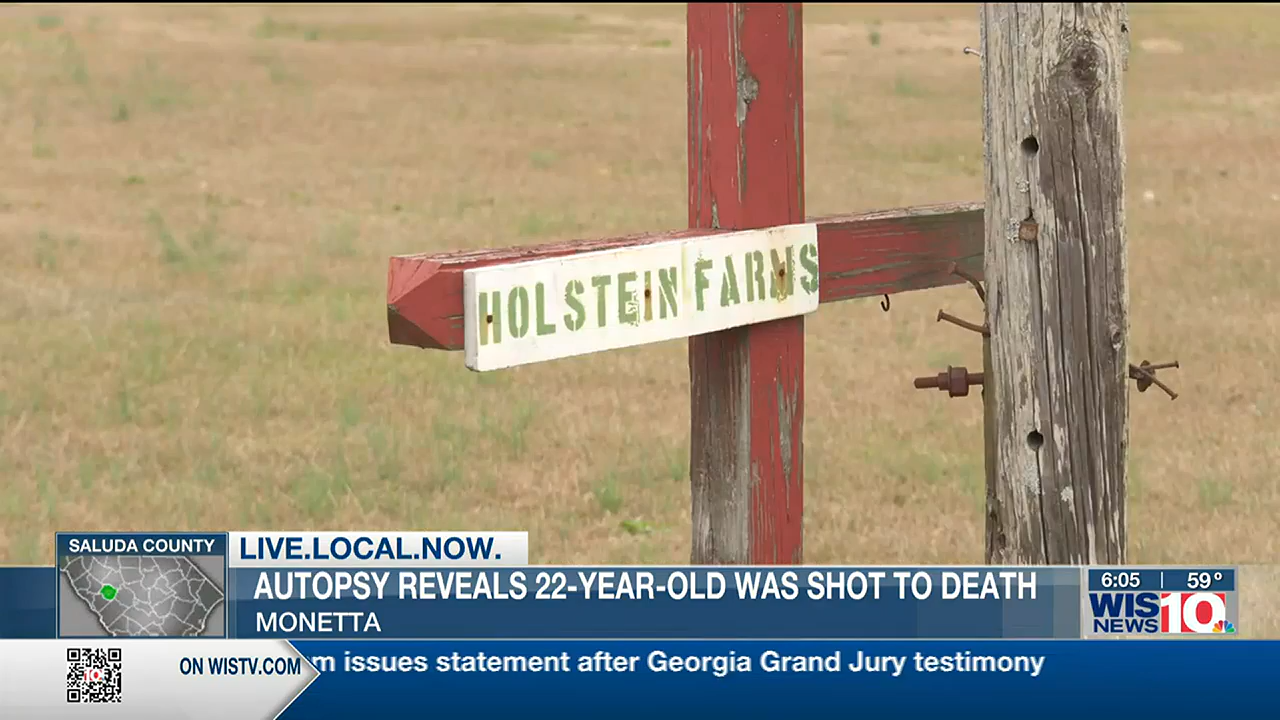 HOLSTEIN FARMS
SALUDA COUNTY
LIVE.LOCAL.NOW.
AUTOPSY REVEALS 22-YEAR-OLD WAS SHOT TO DEATH
MONETTA
6:05 | 59°
WIS
NEWS 10
ON WISTV.COM
issues statement after Georgia Grand Jury testimony